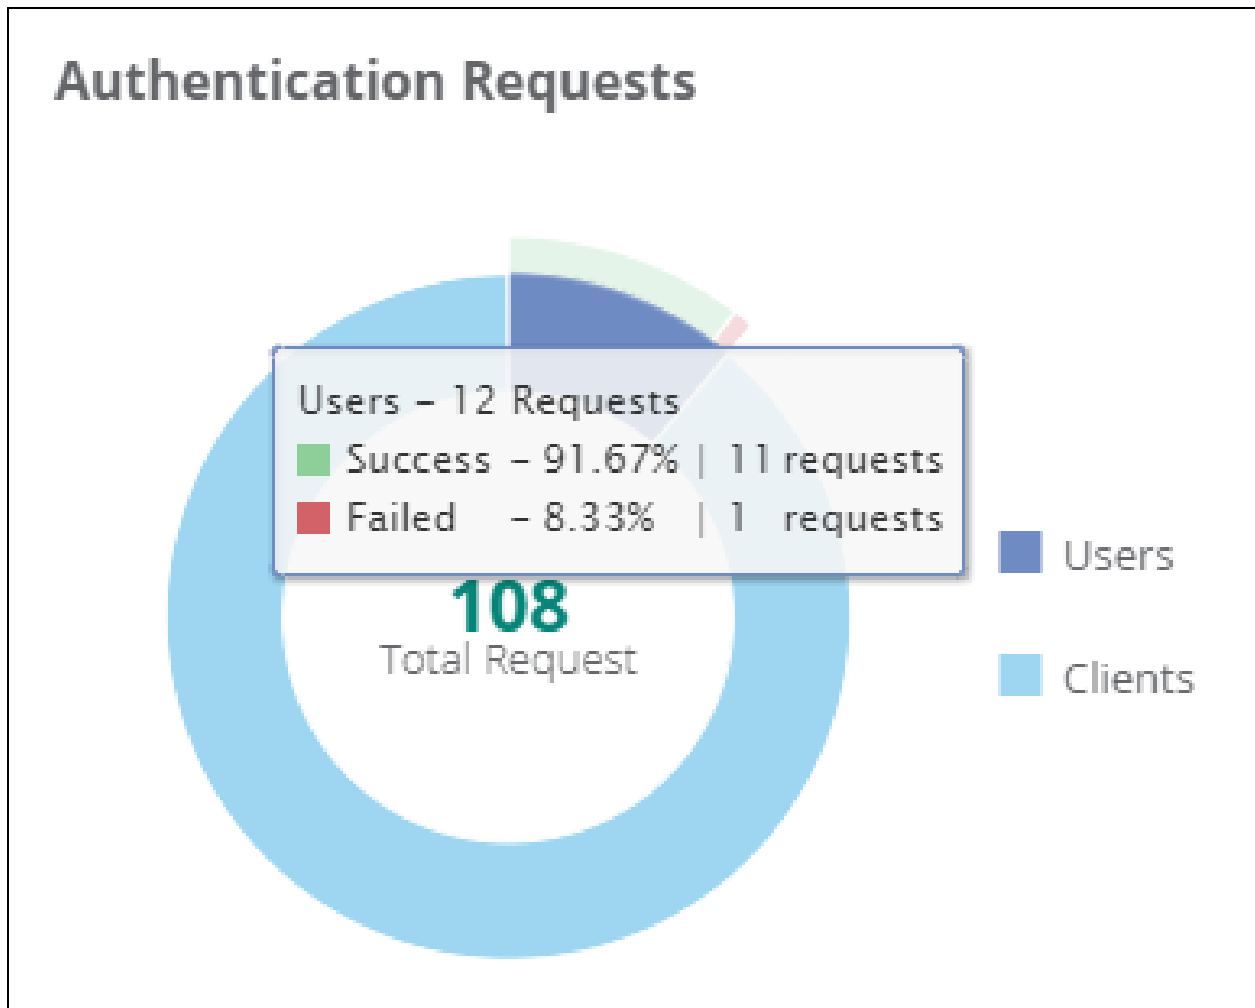 Authentication Requests
Users – 12 Requests
Success – 91.67% | 11 requests
Failed – 8.33% | 1 requests
108
Total Request
Users
Clients